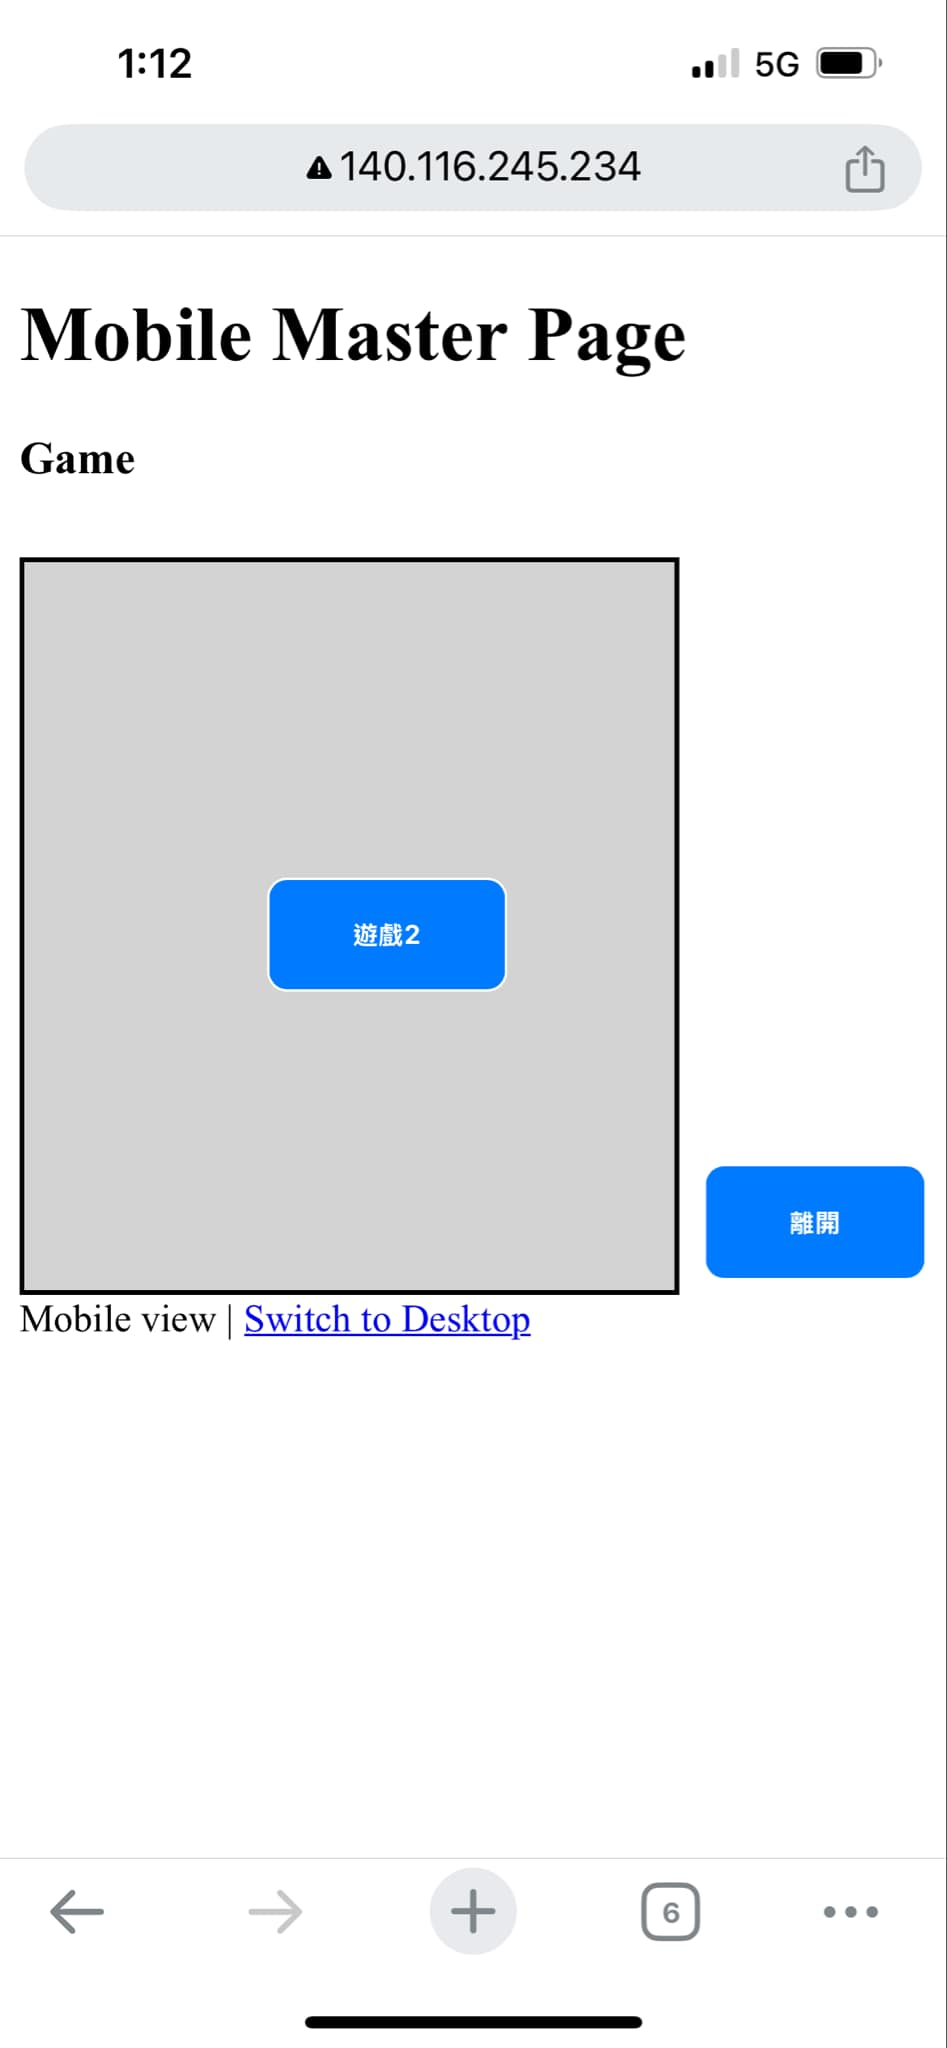 1:12
5G
140.116.245.234
Mobile Master Page
Game
遊戲2
離開
Mobile view | Switch to Desktop
6